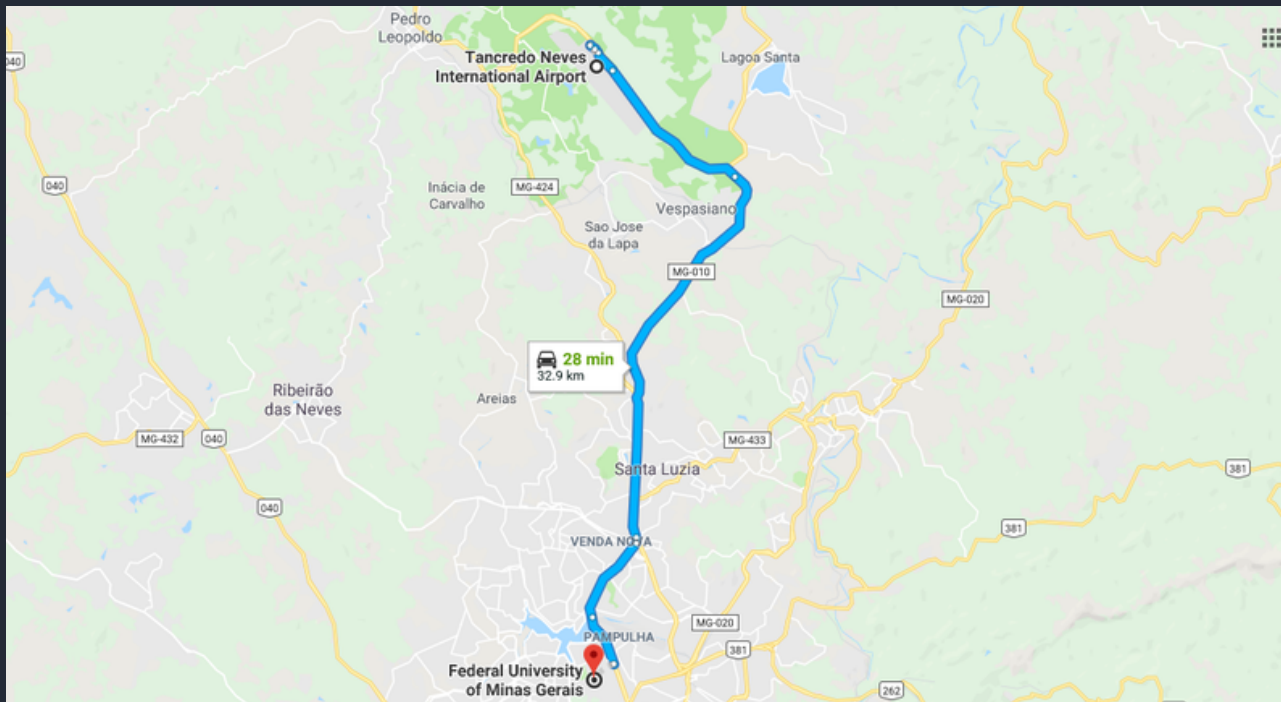 Pedro
Leopoldo
040
Tancredo Neves
International Airport
Lagoa Santa
040
Inácia de
Carvalho
MG-424
Vespasiano
Sao Jose
da Lapa
MG-010
MG-020
28 min
32.9 km
Ribeirão
das Neves
Areias
MG-432
040
MG-433
Santa Luzia
381
040
381
VENDA NOVA
MG-020
PAMPULHA
381
Federal University
of Minas Gerais
262